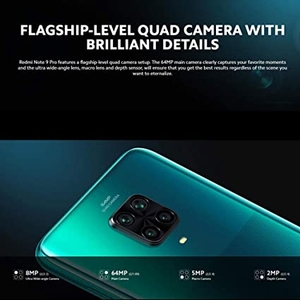 FLAGSHIP-LEVEL QUAD CAMERA WITH
BRILLIANT DETAILS
Redmi Note 9 Pro features a flagship-level quad camera setup. The 64MP main camera clearly captures your favorite moments
and the ultra wide-angle lens, macro lens and depth sensor, will ensure that you get the best results regardless of the scene you
want to eternalize.
8MP
Ultra Wide-angle Camera
64MP
Main Camera
5MP
Macro Camera
2MP
Depth Camera